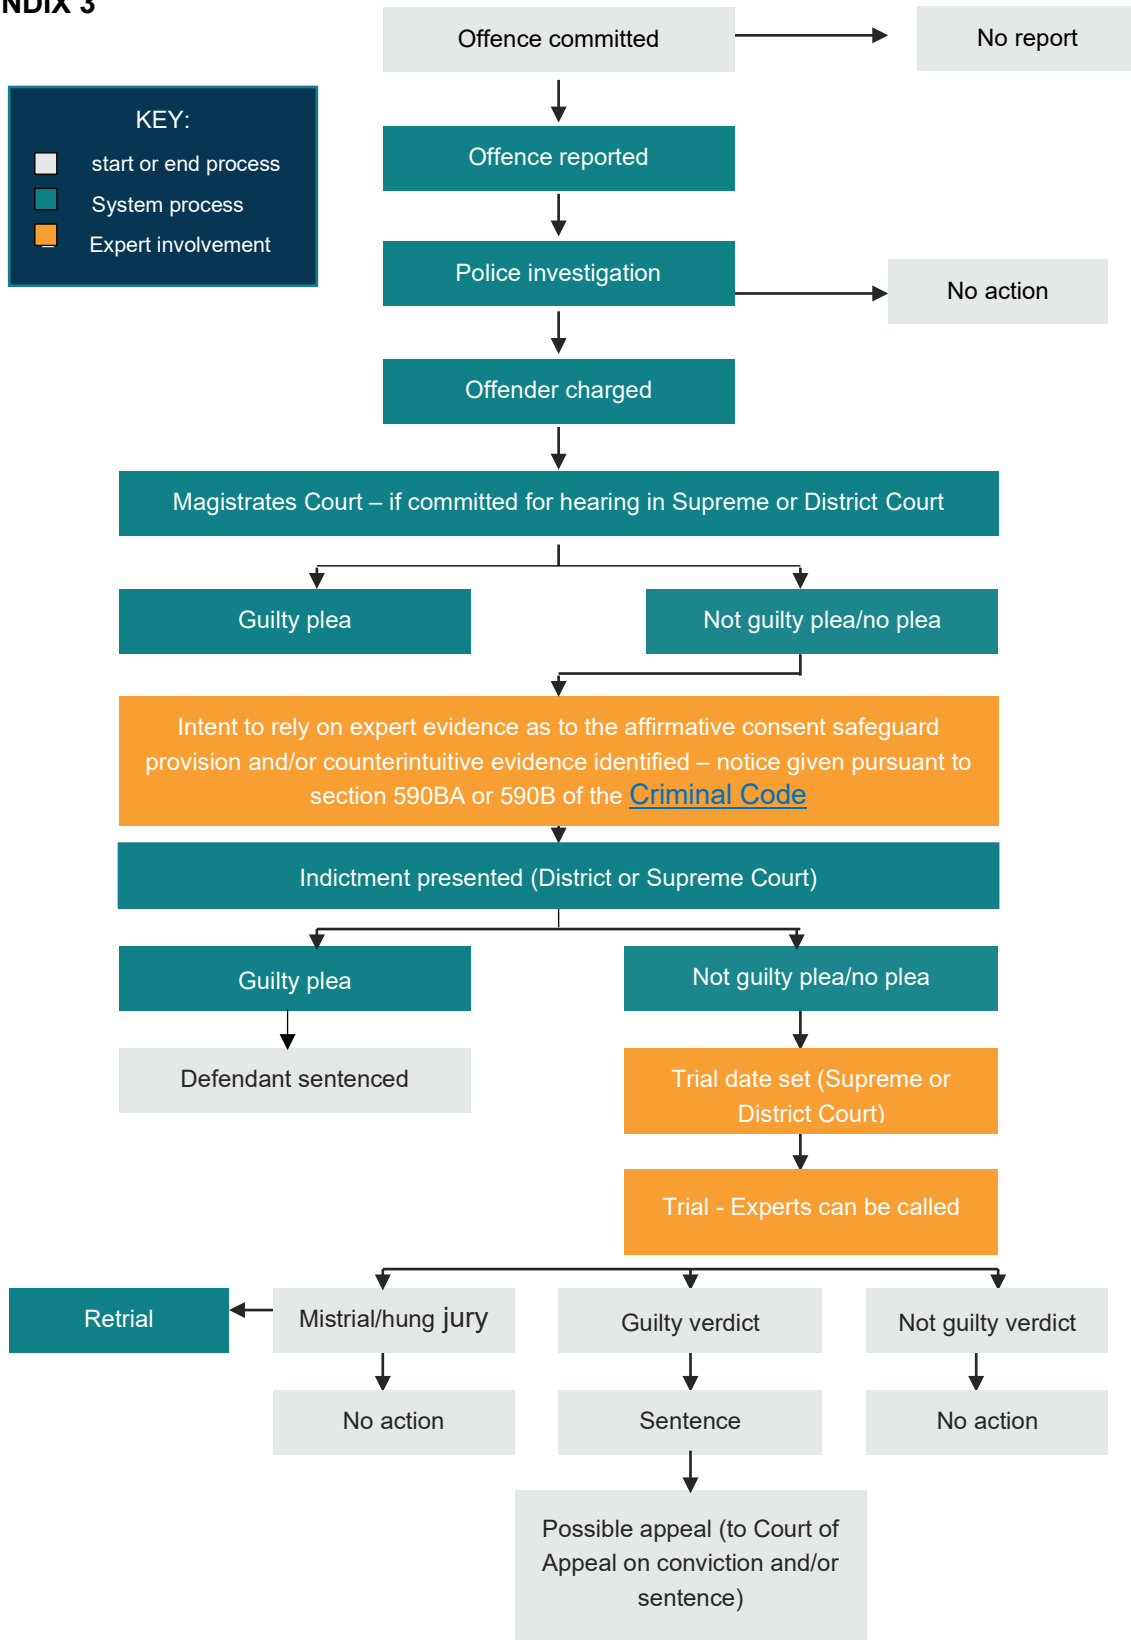 NDIX 3
Offence committed
No report
KEY:
start or end process
System process
Expert involvement
Offence reported
Police investigation
No action
Offender charged
Magistrates Court – if committed for hearing in Supreme or District Court
Guilty plea
Not guilty plea/no plea
Intent to rely on expert evidence as to the affirmative consent safeguard
provision and/or counterintuitive evidence identified – notice given pursuant to
section 590BA or 590B of the Criminal Code
Indictment presented (District or Supreme Court)
Guilty plea
Not guilty plea/no plea
Defendant sentenced
Trial date set (Supreme or
District Court)
Trial - Experts can be called
Retrial
Mistrial/hung jury
Guilty verdict
Not guilty verdict
No action
Sentence
No action
Possible appeal (to Court of
Appeal on conviction and/or
sentence)